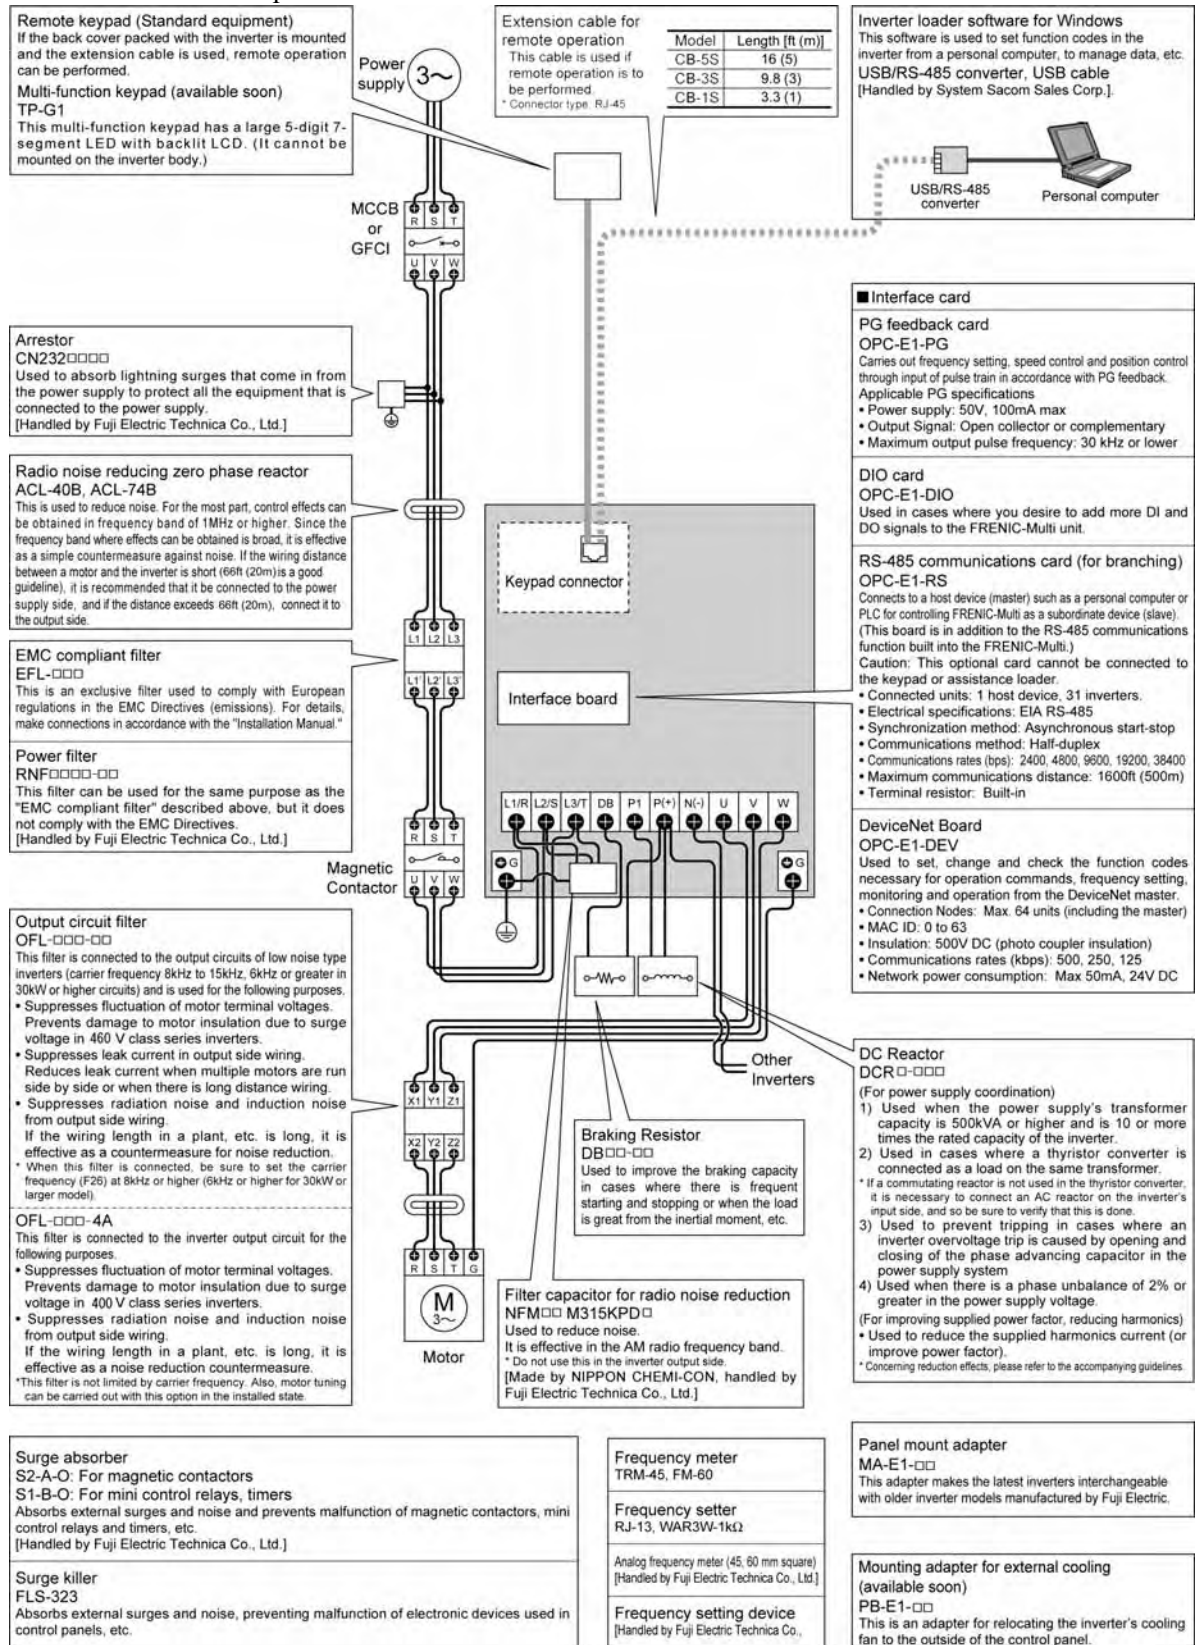 Remote keypad (Standard equipment)
If the back cover packed with the inverter is mounted
and the extension cable is used, remote operation
can be performed.
Multi-function keypad (available soon)
TP-G1
This multi-function keypad has a large 5-digit 7-
segment LED with backlit LCD. (It cannot be
mounted on the inverter body.)
Power
supply
3~
Extension cable for
remote operation
This cable is used if
remote operation is to
be performed.
* Connector type: RJ-45
Model Length [ft (m)]
CB-5S 16 (5)
CB-3S 9.8 (3)
CB-1S 3.3 (1)
Inverter loader software for Windows
This software is used to set function codes in the
inverter from a personal computer, to manage data, etc.
USB/RS-485 converter, USB cable
[Handled by System Sacom Sales Corp.].
USB/RS-485
converter
Personal computer
MCCB
or
GFCI
R S T
U V W
Arrestor
CN232□□□□
Used to absorb lightning surges that come in from
the power supply to protect all the equipment that is
connected to the power supply.
[Handled by Fuji Electric Technica Co., Ltd.]
Radio noise reducing zero phase reactor
ACL-40B, ACL-74B
This is used to reduce noise. For the most part, control effects can
be obtained in frequency band of 1MHz or higher. Since the
frequency band where effects can be obtained is broad, it is effective
as a simple countermeasure against noise. If the wiring distance
between a motor and the inverter is short (66ft (20m)is a good
guideline), it is recommended that it be connected to the power
supply side, and if the distance exceeds 66ft (20m), connect it to
the output side.
EMC compliant filter
EFL-□□□
This is an exclusive filter used to comply with European
regulations in the EMC Directives (emissions). For details,
make connections in accordance with the "Installation Manual."
Power filter
RNF□□□□-□□
This filter can be used for the same purpose as the
"EMC compliant filter" described above, but it does
not comply with the EMC Directives.
[Handled by Fuji Electric Technica Co., Ltd.]
L1 L2 L3
L1' L2' L3'
R S T
U V W
Magnetic
Contactor
Keypad connector
Interface board
L1/R L2/S L3/T DB P1 P(+) N(-) U V W
G
G
■Interface card
PG feedback card
OPC-E1-PG
Carries out frequency setting, speed control and position control
through input of pulse train in accordance with PG feedback.
Applicable PG specifications
• Power supply: 50V, 100mA max
• Output Signal: Open collector or complementary
• Maximum output pulse frequency: 30 kHz or lower
DIO card
OPC-E1-DIO
Used in cases where you desire to add more DI and
DO signals to the FRENIC-Multi unit.
RS-485 communications card (for branching)
OPC-E1-RS
Connects to a host device (master) such as a personal computer or
PLC for controlling FRENIC-Multi as a subordinate device (slave).
(This board is in addition to the RS-485 communications
function built into the FRENIC-Multi.)
Caution: This optional card cannot be connected to
the keypad or assistance loader.
• Connected units: 1 host device, 31 inverters.
• Electrical specifications: EIA RS-485
• Synchronization method: Asynchronous start-stop
• Communications method: Half-duplex
• Communications rates (bps): 2400, 4800, 9600, 19200, 38400
• Maximum communications distance: 1600ft (500m)
• Terminal resistor: Built-in
DeviceNet Board
OPC-E1-DEV
Used to set, change and check the function codes
necessary for operation commands, frequency setting,
monitoring and operation from the DeviceNet master.
• Connection Nodes: Max. 64 units (including the master)
• MAC ID: 0 to 63
• Insulation: 500V DC (photo coupler insulation)
• Communications rates (kbps): 500, 250, 125
• Network power consumption: Max 50mA, 24V DC
Output circuit filter
OFL-□□□-□□
This filter is connected to the output circuits of low noise type
inverters (carrier frequency 8kHz to 15kHz, 6kHz or greater in
30kW or higher circuits) and is used for the following purposes.
• Suppresses fluctuation of motor terminal voltages.
Prevents damage to motor insulation due to surge
voltage in 460 V class series inverters.
• Suppresses leak current in output side wiring.
Reduces leak current when multiple motors are run
side by side or when there is long distance wiring.
• Suppresses radiation noise and induction noise
from output side wiring.
If the wiring length in a plant, etc. is long, it is
effective as a countermeasure for noise reduction.
* When this filter is connected, be sure to set the carrier
frequency (F26) at 8kHz or higher (6kHz or higher for 30kW or
larger model).
OFL-□□□-4A
This filter is connected to the inverter output circuit for the
following purposes.
• Suppresses fluctuation of motor terminal voltages.
Prevents damage to motor insulation due to surge
voltage in 400 V class series inverters.
• Suppresses radiation noise and induction noise
from output side wiring.
If the wiring length in a plant, etc. is long, it is
effective as a noise reduction countermeasure.
*This filter is not limited by carrier frequency. Also, motor tuning
can be carried out with this option in the installed state.
X1 Y1 Z1
X2 Y2 Z2
R S T G
M
3~
Motor
Other
Inverters
Braking Resistor
DB□□-□□
Used to improve the braking capacity
in cases where there is frequent
starting and stopping or when the load
is great from the inertial moment, etc.
Filter capacitor for radio noise reduction
NFM□□ M315KPD□
Used to reduce noise.
It is effective in the AM radio frequency band.
* Do not use this in the inverter output side.
[Made by NIPPON CHEMI-CON, handled by
Fuji Electric Technica Co., Ltd.]
DC Reactor
DCR□-□□□
(For power supply coordination)
1) Used when the power supply's transformer
capacity is 500kVA or higher and is 10 or more
times the rated capacity of the inverter.
2) Used in cases where a thyristor converter is
connected as a load on the same transformer.
* If a commutating reactor is not used in the thyristor converter,
it is necessary to connect an AC reactor on the inverter's
input side, and so be sure to verify that this is done.
3) Used to prevent tripping in cases where an
inverter overvoltage trip is caused by opening and
closing of the phase advancing capacitor in the
power supply system
4) Used when there is a phase unbalance of 2% or
greater in the power supply voltage.
(For improving supplied power factor, reducing harmonics)
• Used to reduce the supplied harmonics current (or
improve power factor).
* Concerning reduction effects, please refer to the accompanying guidelines.
Surge absorber
S2-A-O: For magnetic contactors
S1-B-O: For mini control relays, timers
Absorbs external surges and noise and prevents malfunction of magnetic contactors, mini
control relays and timers, etc.
[Handled by Fuji Electric Technica Co., Ltd.]
Surge killer
FLS-323
Absorbs external surges and noise, preventing malfunction of electronic devices used in
control panels, etc.
Frequency meter
TRM-45, FM-60
Frequency setter
RJ-13, WAR3W-1kΩ
Analog frequency meter (45, 60 mm square)
[Handled by Fuji Electric Technica Co., Ltd.]
Frequency setting device
[Handled by Fuji Electric Technica Co.,
Panel mount adapter
MA-E1-□□
This adapter makes the latest inverters interchangeable
with older inverter models manufactured by Fuji Electric.
Mounting adapter for external cooling
(available soon)
PB-E1-□□
This is an adapter for relocating the inverter's cooling
fan to the outside of the control panel.